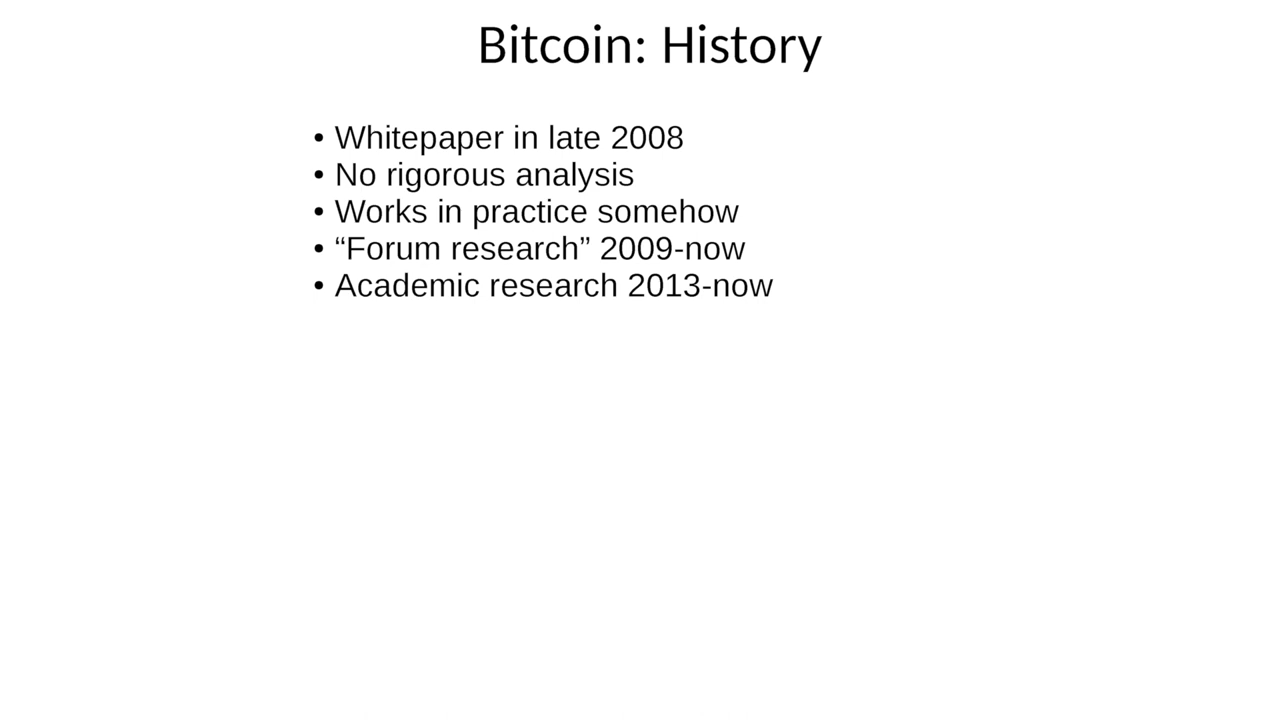 Bitcoin: History
• Whitepaper in late 2008
• No rigorous analysis
• Works in practice somehow
• “Forum research” 2009-now
• Academic research 2013-now